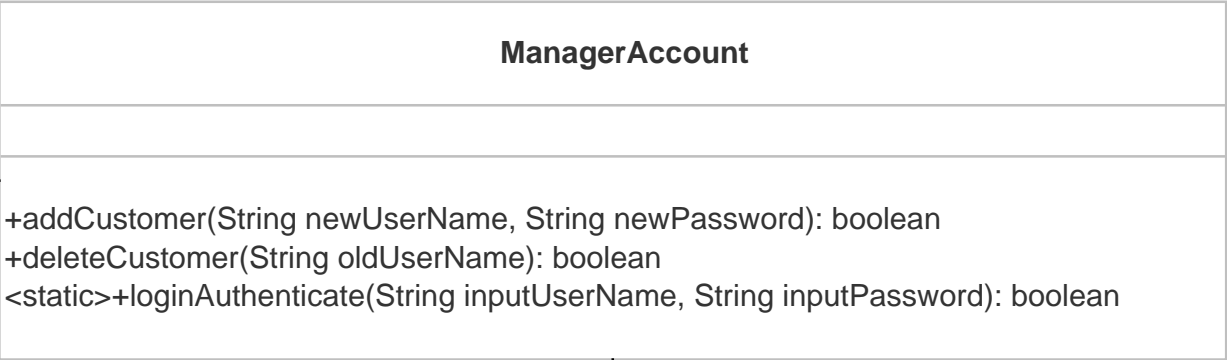 ManagerAccount
+addCustomer(String newUserName, String newPassword): boolean
+deleteCustomer(String oldUserName): boolean
<static>+loginAuthenticate(String inputUserName, String inputPassword): boolean